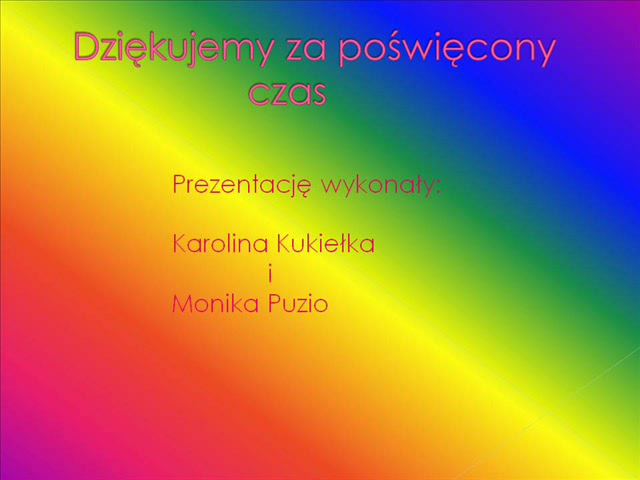 Dziękujemy za poświęcony
czas
Prezentację wykonały:
Karolina Kukiełka
i
Monika Puzio